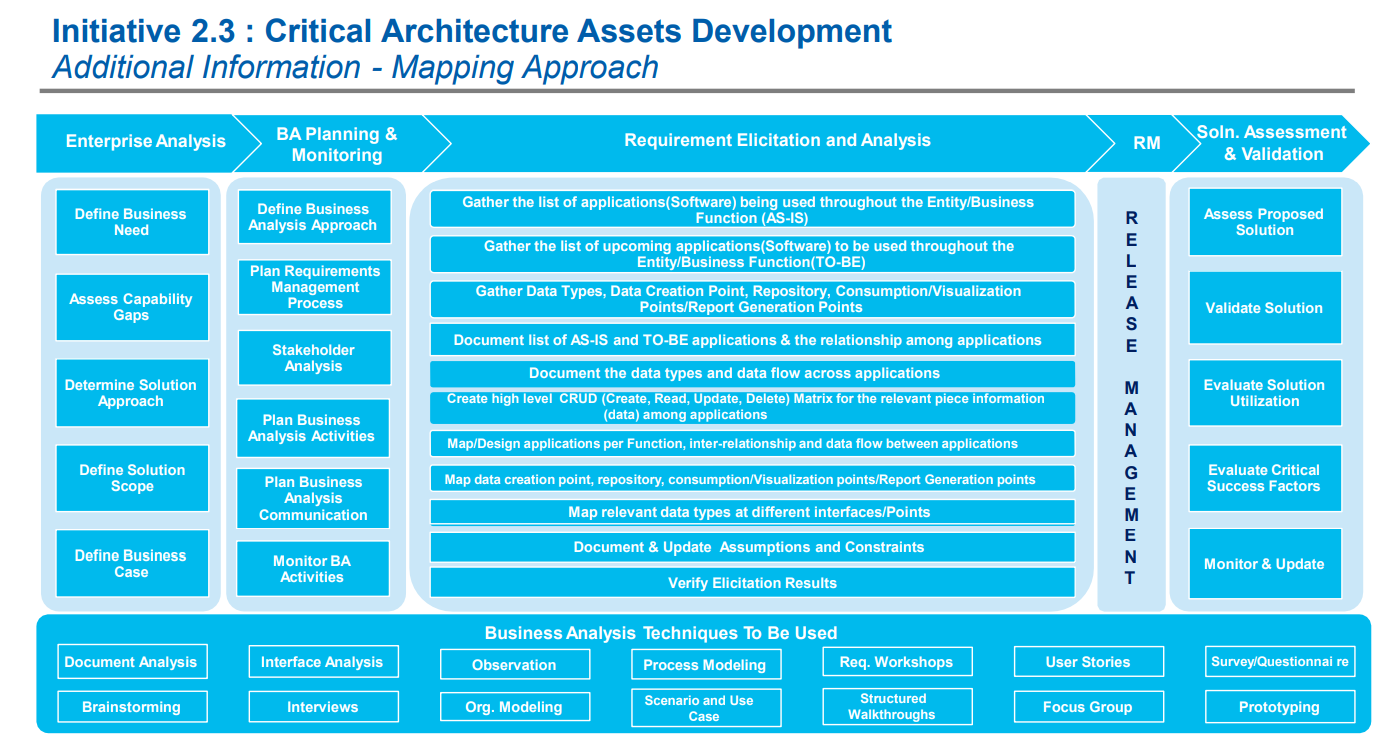 Initiative 2.3 : Critical Architecture Assets Development
Additional Information - Mapping Approach
Enterprise Analysis
BA Planning &
Monitoring
Requirement Elicitation and Analysis
RM
Soln. Assessment
& Validation
Define Business
Need
Assess Capability
Gaps
Determine Solution
Approach
Define Solution
Scope
Define Business
Case
Define Business
Analysis Approach
Plan Requirements
Management
Process
Stakeholder
Analysis
Plan Business
Analysis Activities
Plan Business
Analysis
Communication
Monitor BA
Activities
Gather the list of applications(Software) being used throughout the Entity/Business
Function (AS-IS)
Gather the list of upcoming applications(Software) to be used throughout the
Entity/Business Function(TO-BE)
Gather Data Types, Data Creation Point, Repository, Consumption/Visualization
Points/Report Generation Points
Document list of AS-IS and TO-BE applications & the relationship among applications
Document the data types and data flow across applications
Create high level CRUD (Create, Read, Update, Delete) Matrix for the relevant piece information
(data) among applications
Map/Design applications per Function, inter-relationship and data flow between applications
Map data creation point, repository, consumption/Visualization points/Report Generation points
Map relevant data types at different interfaces/Points
Document & Update Assumptions and Constraints
Verify Elicitation Results
RELEASE MANAGEMENT
Assess Proposed
Solution
Validate Solution
Evaluate Solution
Utilization
Evaluate Critical
Success Factors
Monitor & Update
Business Analysis Techniques To Be Used
Document Analysis
Interface Analysis
Observation
Process Modeling
Req. Workshops
User Stories
Survey/Questionnai re
Brainstorming
Interviews
Org. Modeling
Scenario and Use
Case
Structured
Walkthroughs
Focus Group
Prototyping